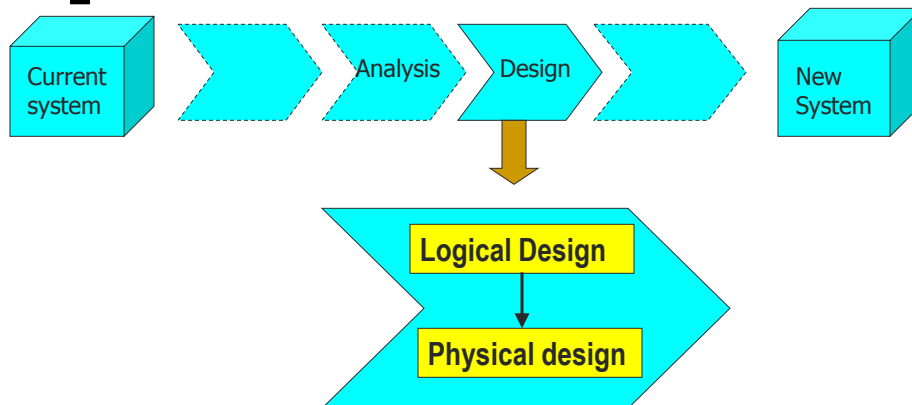 Current
system
Analysis
Design
New
System
Logical Design
Physical design